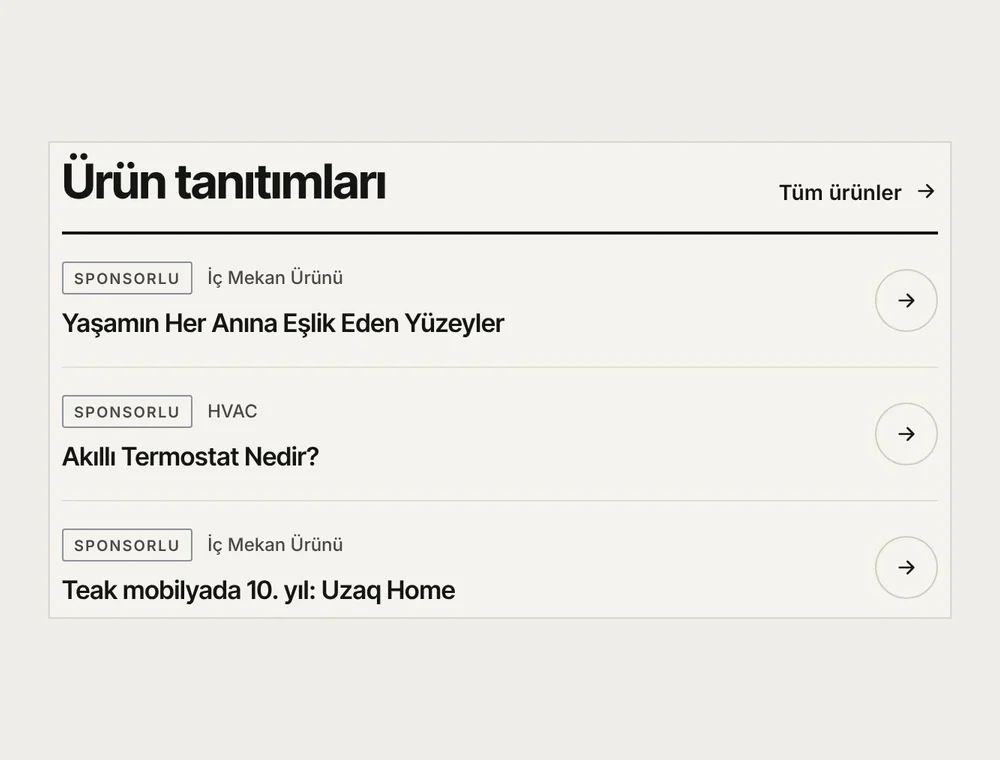 Ürün tanıtımları
Tüm ürünler →
SPONSORLU İç Mekan Ürünü
Yaşamın Her Anına Eşlik Eden Yüzeyler
SPONSORLU HVAC
Akıllı Termostat Nedir?
SPONSORLU İç Mekan Ürünü
Teak mobilyada 10. yıl: Uzaq Home